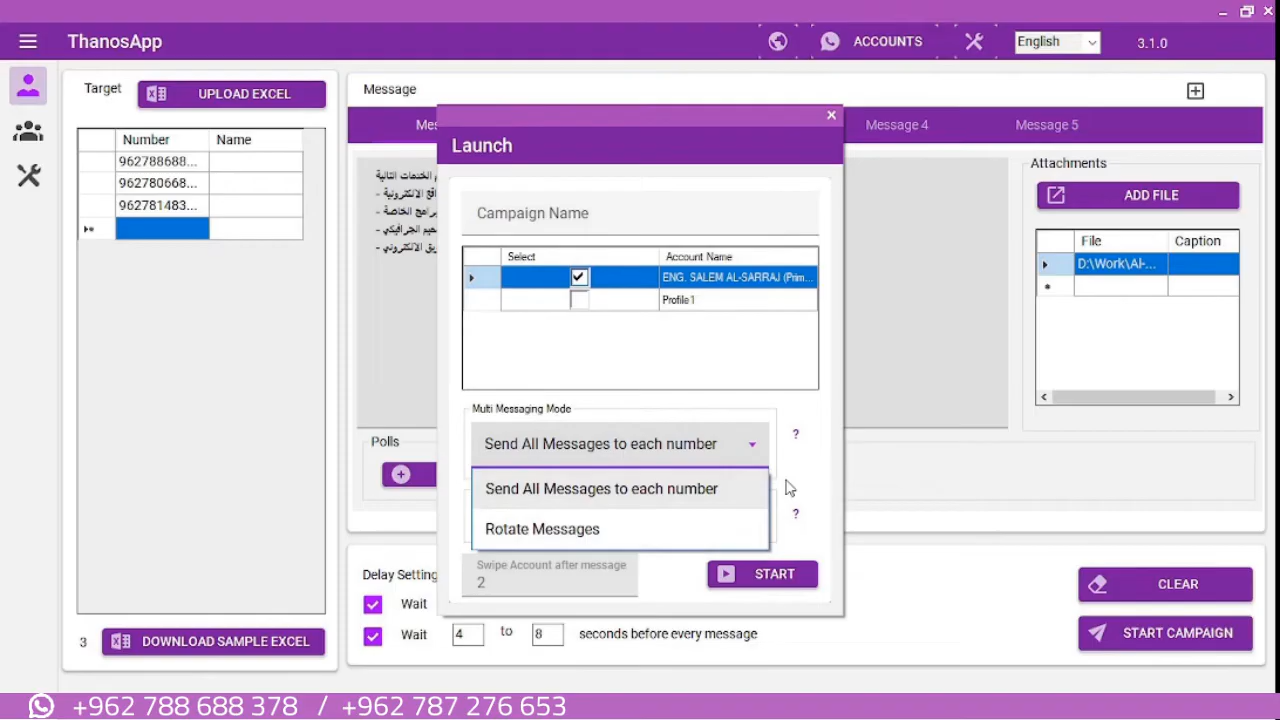 ThanosApp
ACCOUNTS
English
3.1.0
Target
UPLOAD EXCEL
Number Name
962788688...
962780668...
962781483...
3
DOWNLOAD SAMPLE EXCEL
Message
Message 4
Message 5
م الخدمات التالية
Attachments
ADD FILE
File Caption
D:\Work\Al-...
Polls
Launch
Campaign Name
Select Account Name
ENG. SALEM AL-SARRAJ (Prim...
Profile1
Multi Messaging Mode
Send All Messages to each number
?
Send All Messages to each number
Rotate Messages
?
Swipe Account after message
2
START
Delay Setting
Wait
Wait 4 to 8 seconds before every message
CLEAR
START CAMPAIGN
+962 788 688 378 / +962 787 276 653